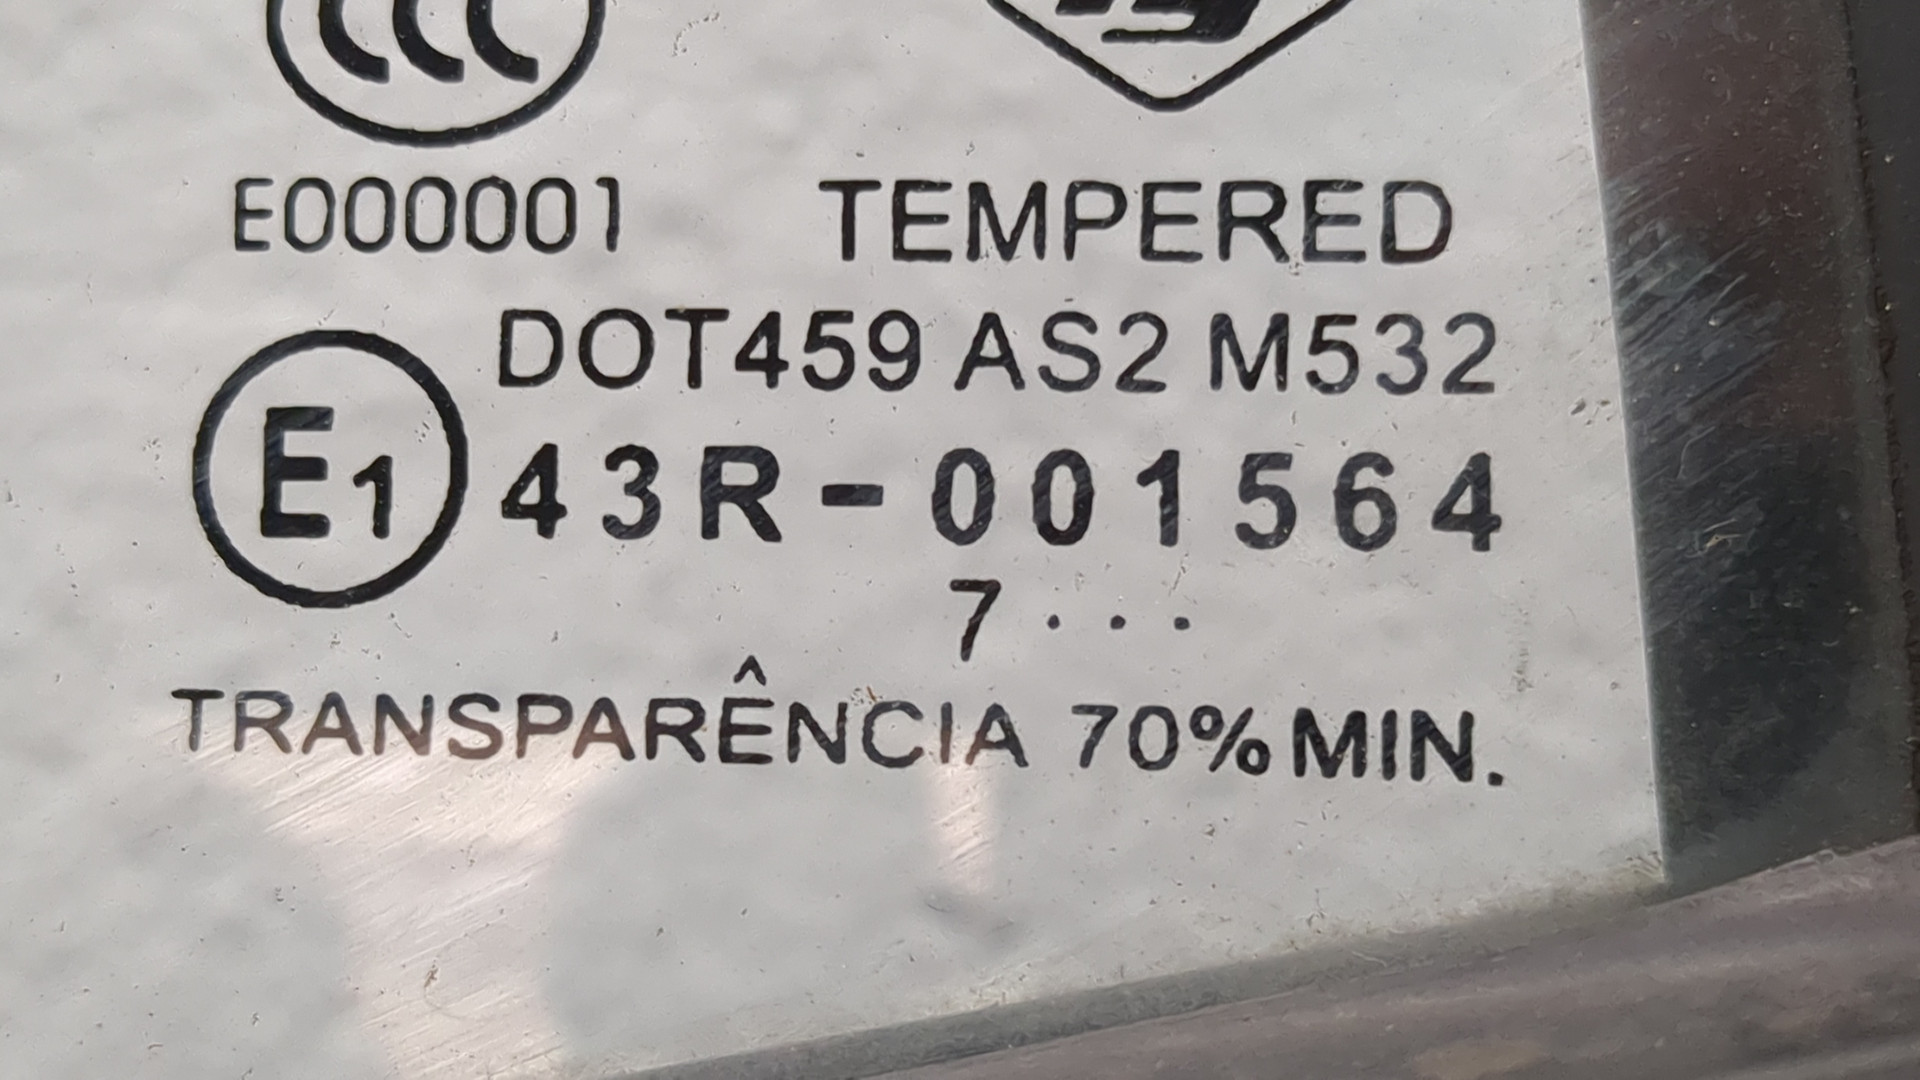 CCC
E000001 TEMPERED
DOT459 AS2 M532
E1 43R-001564
7 ...
TRANSPARÊNCIA 70% MIN.